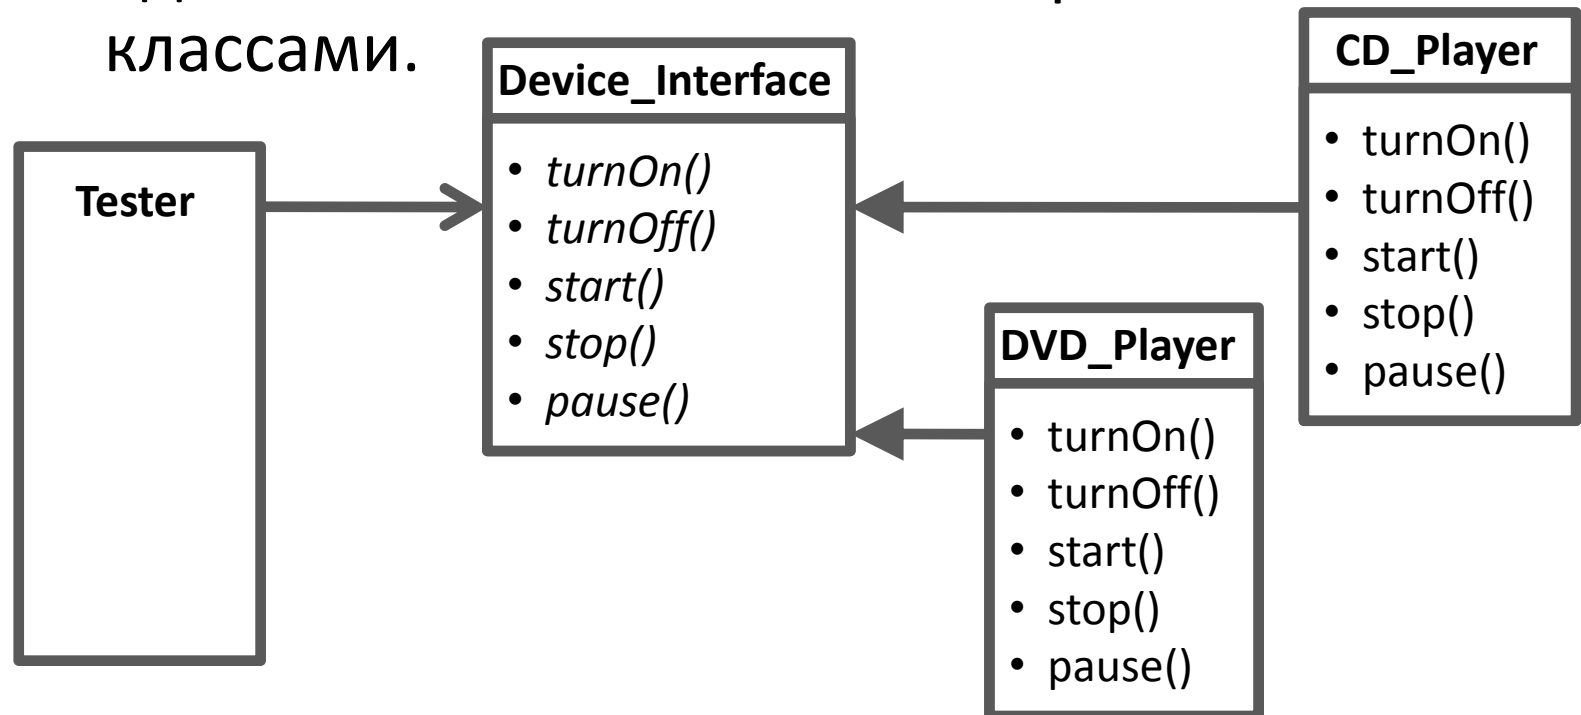 классами.
Tester
Device_Interface
• turnOn()
• turnOff()
• start()
• stop()
• pause()
DVD_Player
• turnOn()
• turnOff()
• start()
• stop()
• pause()
CD_Player
• turnOn()
• turnOff()
• start()
• stop()
• pause()